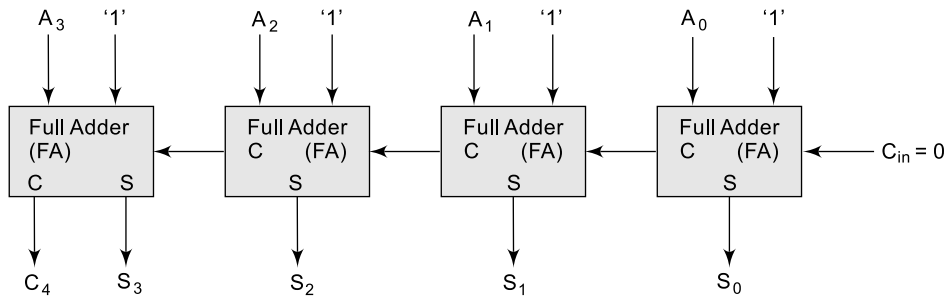 A3 '1' A2 '1' A1 '1' A0 '1'
Full Adder Full Adder Full Adder Full Adder
(FA) C (FA) C (FA) C (FA) Cin = 0
C S S S S
C4 S3 S2 S1 S0